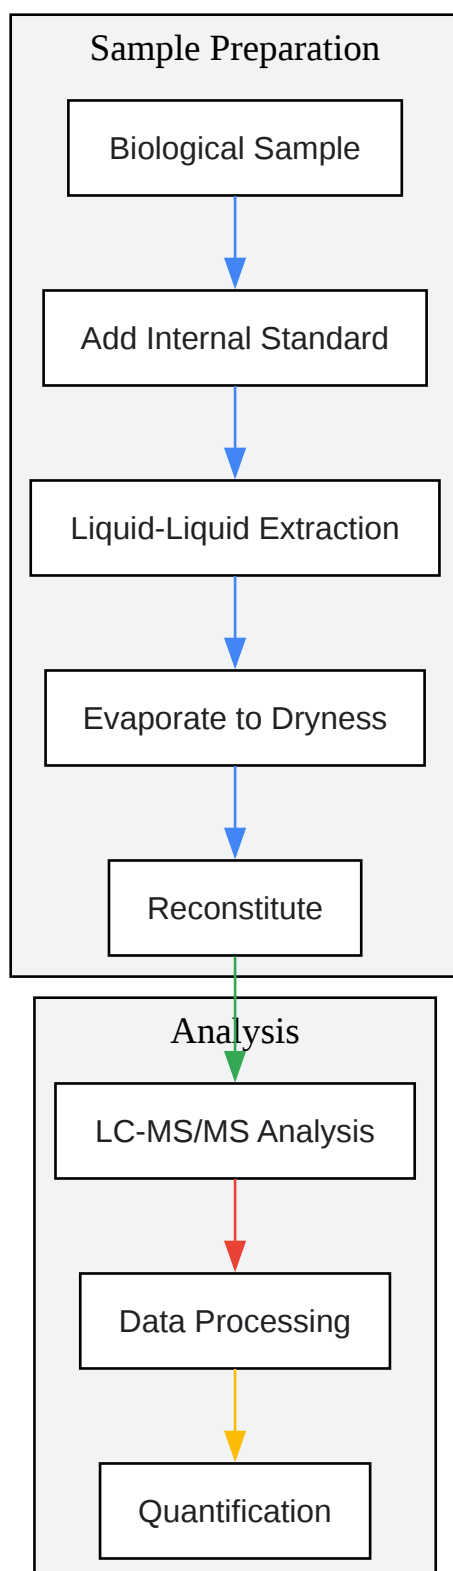 Sample Preparation
Biological Sample
Add Internal Standard
Liquid-Liquid Extraction
Evaporate to Dryness
Reconstitute
Analysis
LC-MS/MS Analysis
Data Processing
Quantification